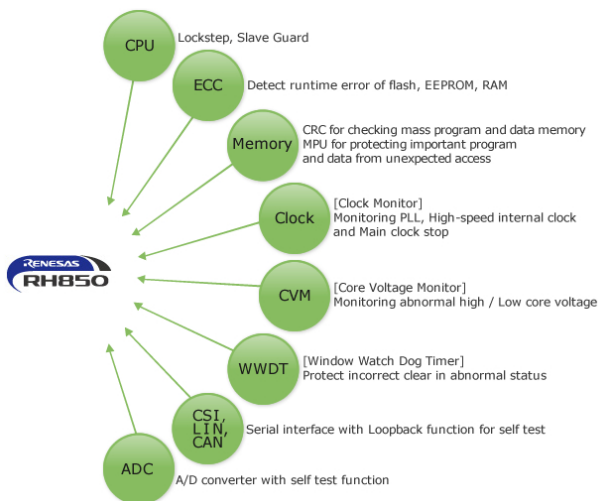 CPU
Lockstep, Slave Guard
ECC
Detect runtime error of flash, EEPROM, RAM
Memory
CRC for checking mass program and data memory
MPU for protecting important program
and data from unexpected access
Clock
[Clock Monitor]
Monitoring PLL, High-speed internal clock
and Main clock stop
RENESAS
RH850
CVM
[Core Voltage Monitor]
Monitoring abnormal high / Low core voltage
WWDT
[Window Watch Dog Timer]
Protect incorrect clear in abnormal status
CSI,
LIN,
CAN
Serial interface with Loopback function for self test
ADC
A/D converter with self test function